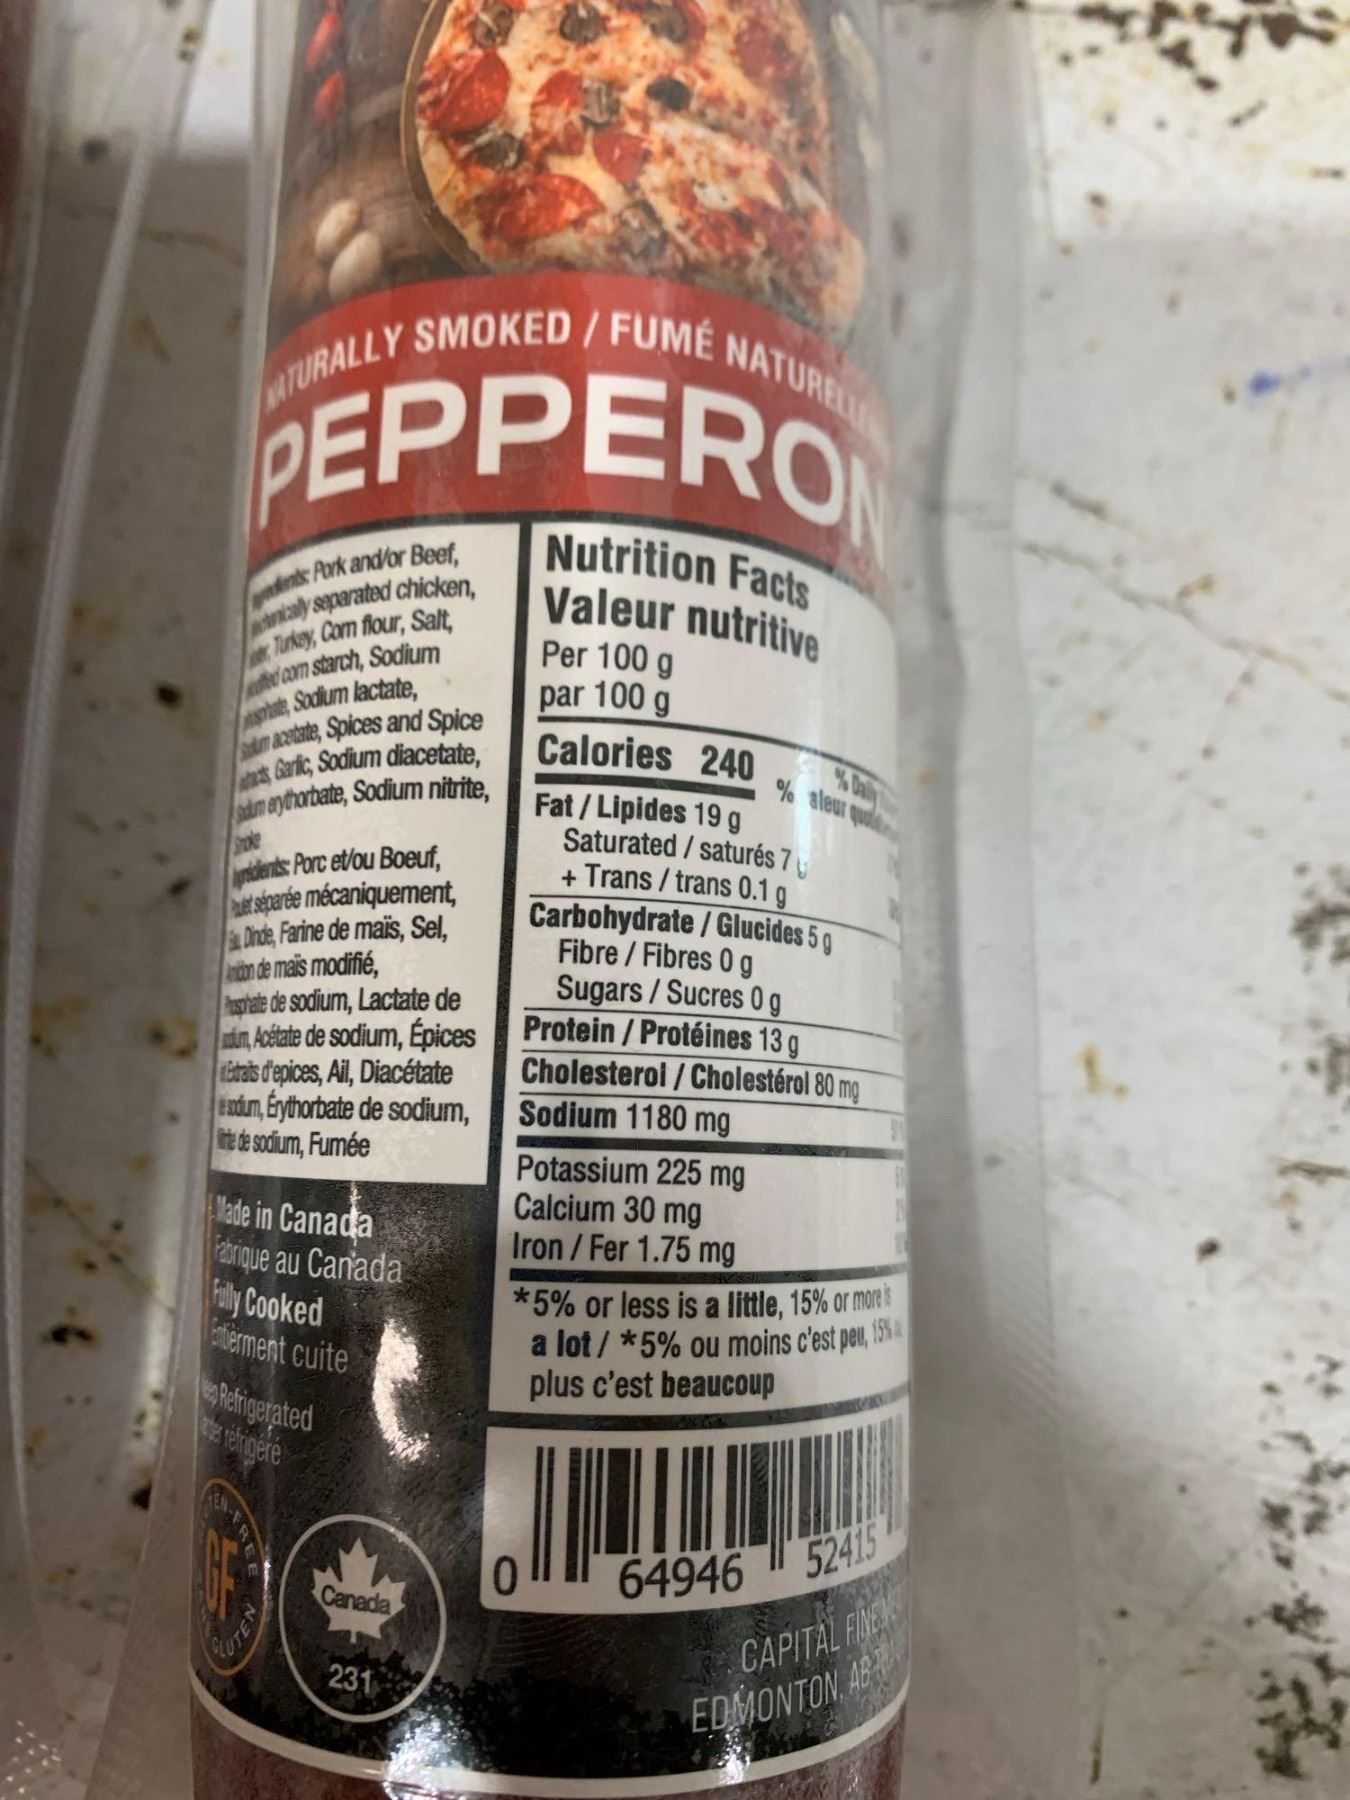 NATURALLY SMOKED / FUMÉ
PEPPERON
Pork and/or Beef,
separated chicken,
Turkey, Corn flour, Salt,
corn starch, Sodium
Sodium lactate,
acetate, Spices and Spice
Garlic, Sodium diacetate,
erythorbate, Sodium nitrite,
Smoke
Porc et/ou Boeuf,
séparée mécaniquement,
Dinde, Farine de maïs, Sel,
de maïs modifié,
de sodium, Lactate de
Acétate de sodium, Épices
d'epices, Ail, Diacétate
sodium, Érythorbate de sodium,
de sodium, Fumée
Made in Canada
Fabrique au Canada
Fully Cooked
Entièrment cuite
Refrigerated
réfrigéré
GF
Canada
231
Nutrition Facts
Valeur nutritive
Per 100 g
par 100 g
Calories 240
% Daily
%
Fat / Lipides 19 g
Saturated / saturés 7
+ Trans / trans 0.1 g
Carbohydrate / Glucides 5 g
Fibre / Fibres 0 g
Sugars / Sucres 0 g
Protein / Protéines 13 g
Cholesterol / Cholestérol 80 mg
Sodium 1180 mg
Potassium 225 mg
Calcium 30 mg
Iron / Fer 1.75 mg
*5% or less is a little, 15% or more is
a lot / *5% ou moins c'est peu, 15%
plus c'est beaucoup
0 64946 52415
CAPITAL FINE
EDMONTON, AB